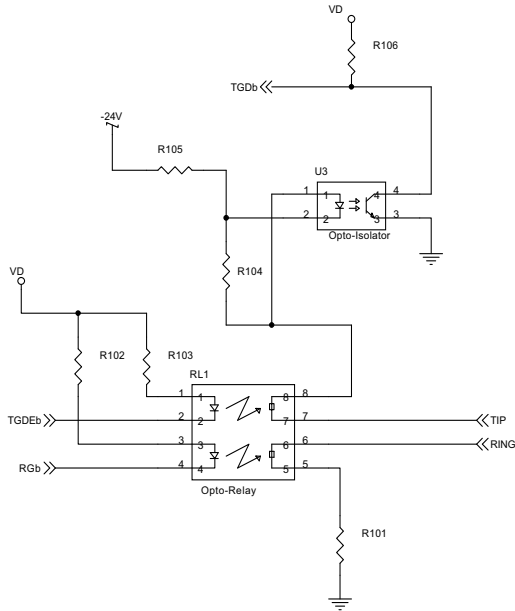 VD
R106
TGDb
-24V
R105
U3
1 1 4 4
2 2 3 3
Opto-Isolator
R104
VD
R102 R103
RL1
1 1 8 8
TGDEb 2 2 7 7 TIP
3 3 6 6 RING
RGb 4 4 5 5
Opto-Relay
R101